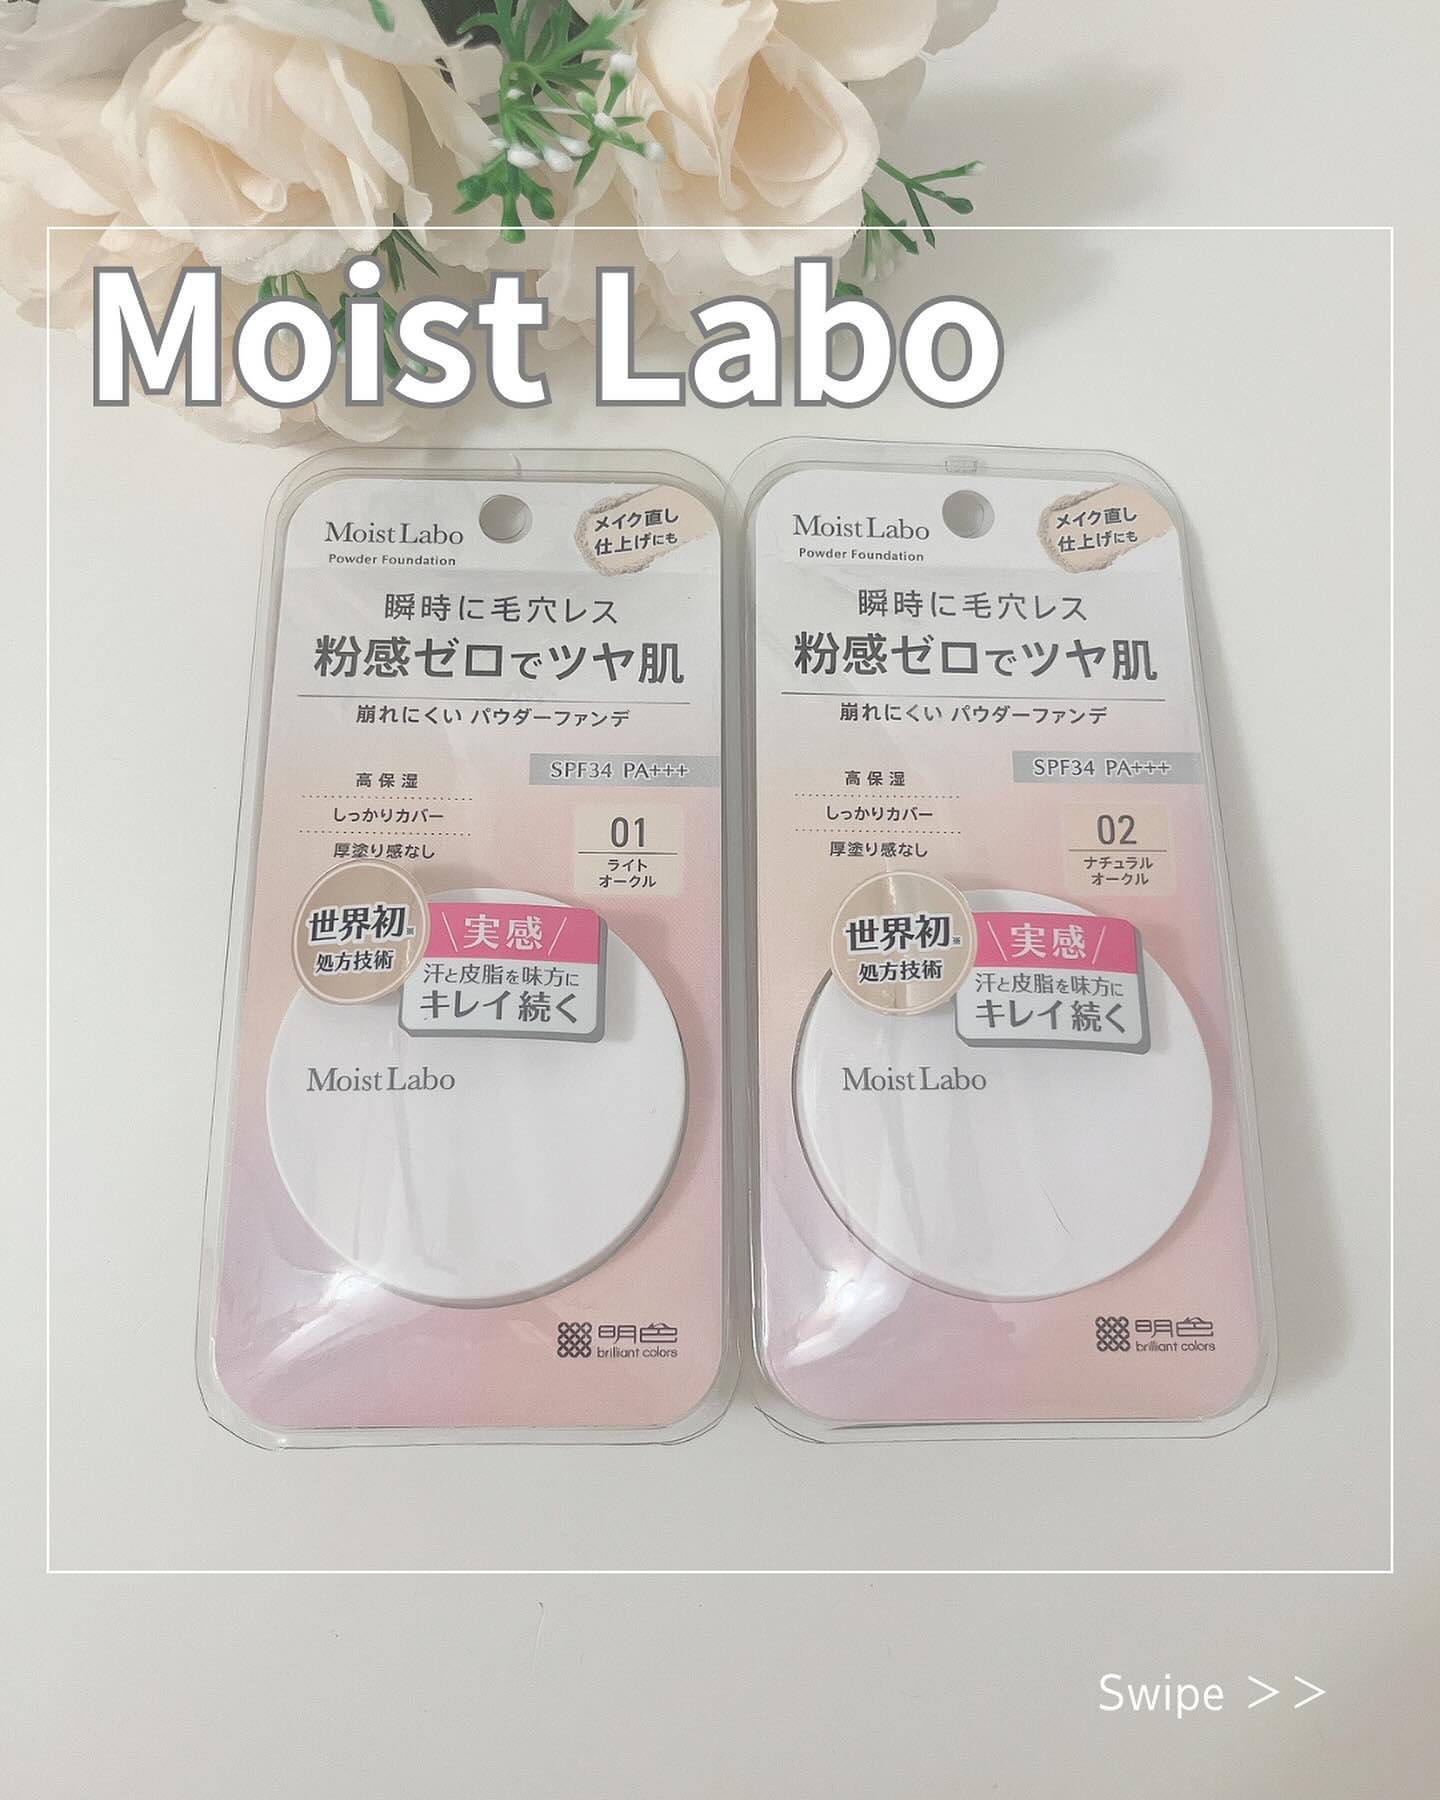 Moist Labo
Moist Labo
Powder Foundation
メイク直し
仕上げにも
瞬時に毛穴レス
粉感ゼロでツヤ肌
崩れにくい パウダーファンデ
SPF34 PA+++
高保湿
しっかりカバー
厚塗り感なし
01
ライト
オークル
世界初※
処方技術
\実感/
汗と皮脂を味方に
キレイ続く
Moist Labo
明色
brilliant colors
Moist Labo
Powder Foundation
メイク直し
仕上げにも
瞬時に毛穴レス
粉感ゼロでツヤ肌
崩れにくい パウダーファンデ
SPF34 PA+++
高保湿
しっかりカバー
厚塗り感なし
02
ナチュラル
オークル
世界初※
処方技術
\実感/
汗と皮脂を味方に
キレイ続く
Moist Labo
明色
brilliant colors
Swipe >>